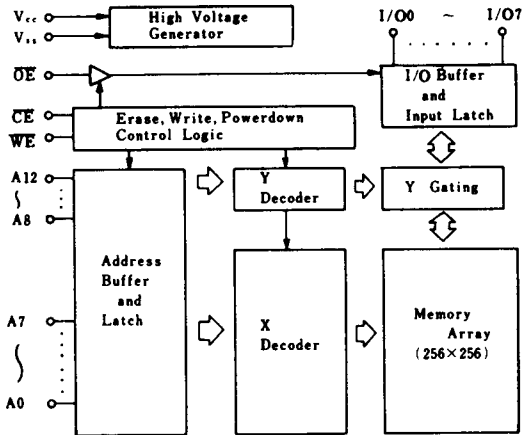 Vcc
Vss
High Voltage
Generator
I/O0 ~ I/O7
OE
I/O Buffer
and
Input Latch
CE
WE
Erase, Write, Powerdown
Control Logic
A12
A8
Y
Decoder
Y Gating
Address
Buffer
and
Latch
A7
A0
X
Decoder
Memory
Array
(256×256)